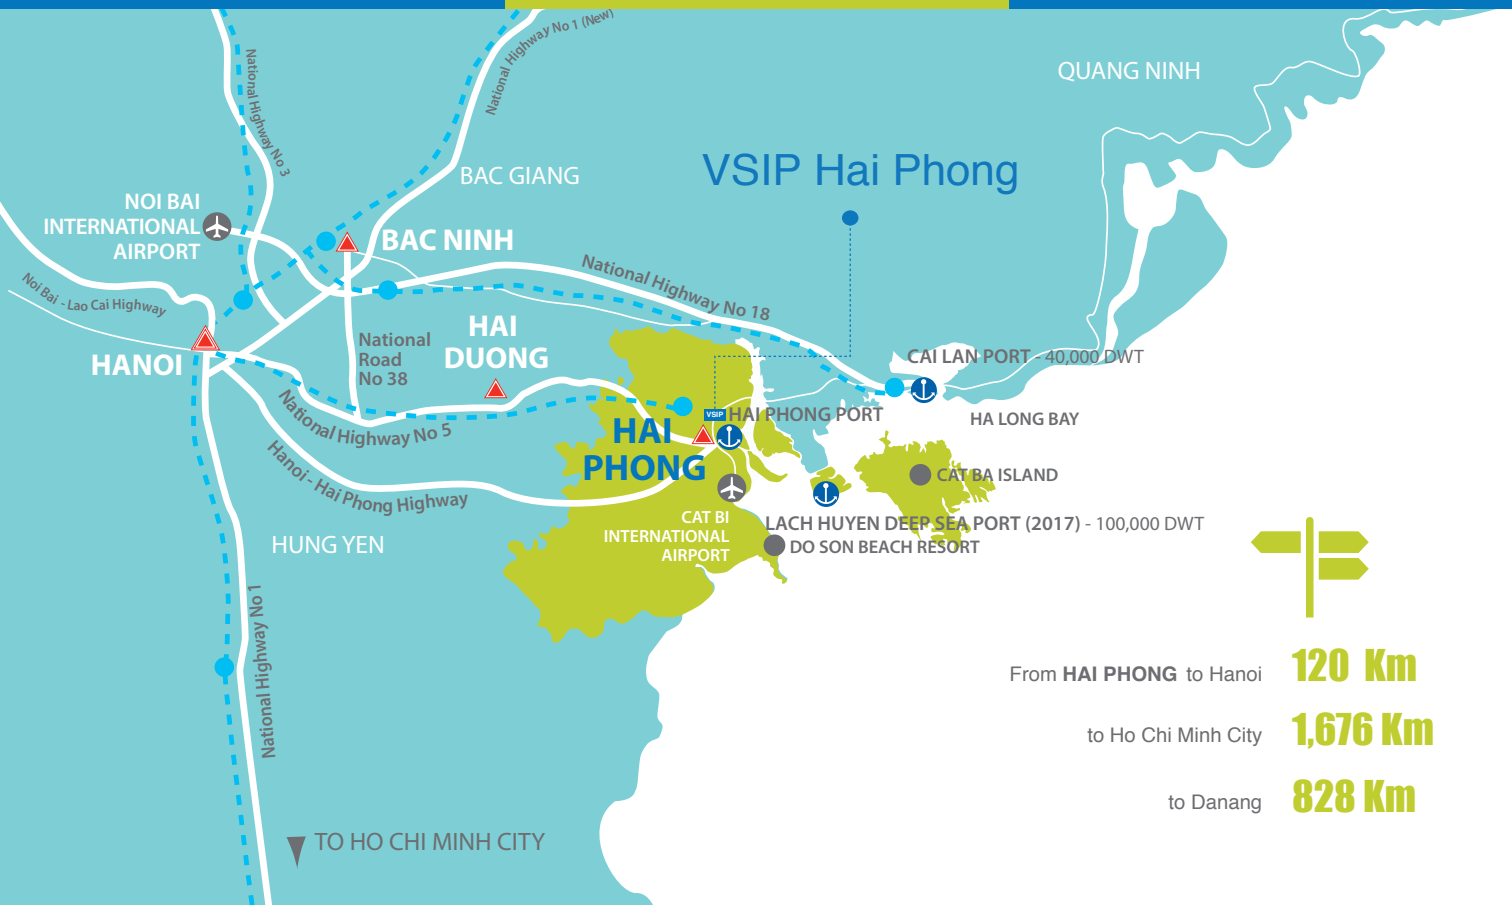 National Highway No 1 (New)
QUANG NINH
National Highway No 3
VSIP Hai Phong
BAC GIANG
NOI BAI
INTERNATIONAL
AIRPORT
BAC NINH
National Highway No 18
Noi Bai - Lao Cai Highway
HAI
DUONG
National
Road
No 38
HANOI
CAI LAN PORT - 40,000 DWT
National Highway No 5
VSIP
HAI PHONG PORT
HA LONG BAY
HAI
PHONG
Hanoi - Hai Phong Highway
CAT BA ISLAND
CAT BI
INTERNATIONAL
AIRPORT
LACH HUYEN DEEP SEA PORT (2017) - 100,000 DWT
DO SON BEACH RESORT
HUNG YEN
National Highway No 1
From HAI PHONG to Hanoi 120 Km
to Ho Chi Minh City 1,676 Km
to Danang 828 Km
TO HO CHI MINH CITY